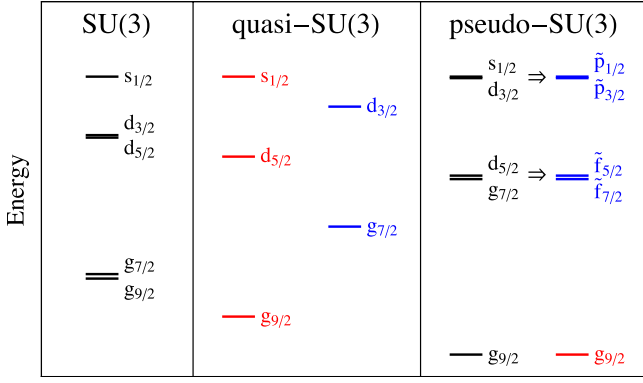 SU(3)
quasi−SU(3)
pseudo−SU(3)
Energy
s1/2
d3/2
d5/2
g7/2
g9/2
s1/2
d3/2
d5/2
g7/2
g9/2
s1/2 ⇒ p̃1/2
d3/2 p̃3/2
d5/2 ⇒ f̃5/2
g7/2 f̃7/2
g9/2 g9/2